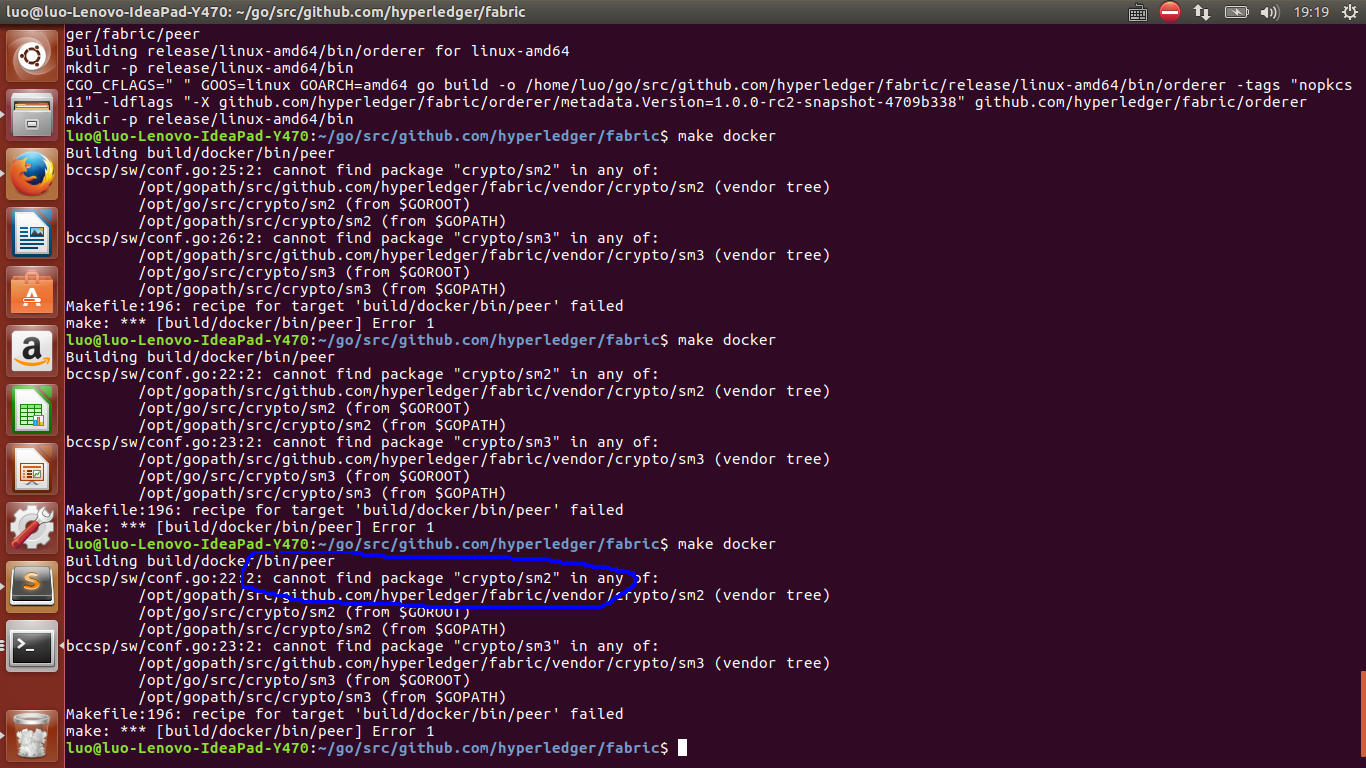 luo@luo-Lenovo-IdeaPad-Y470: ~/go/src/github.com/hyperledger/fabric
19:19
ger/fabric/peer
Building release/linux-amd64/bin/orderer for linux-amd64
mkdir -p release/linux-amd64/bin
CGO_CFLAGS=" " GOOS=linux GOARCH=amd64 go build -o /home/luo/go/src/github.com/hyperledger/fabric/release/linux-amd64/bin/orderer -tags "nopkcs
11" -ldflags "-X github.com/hyperledger/fabric/orderer/metadata.Version=1.0.0-rc2-snapshot-4709b338" github.com/hyperledger/fabric/orderer
mkdir -p release/linux-amd64/bin
luo@luo-Lenovo-IdeaPad-Y470:~/go/src/github.com/hyperledger/fabric$ make docker
Building build/docker/bin/peer
bccsp/sw/conf.go:25:2: cannot find package "crypto/sm2" in any of:
/opt/gopath/src/github.com/hyperledger/fabric/vendor/crypto/sm2 (vendor tree)
/opt/go/src/crypto/sm2 (from $GOROOT)
/opt/gopath/src/crypto/sm2 (from $GOPATH)
bccsp/sw/conf.go:26:2: cannot find package "crypto/sm3" in any of:
/opt/gopath/src/github.com/hyperledger/fabric/vendor/crypto/sm3 (vendor tree)
/opt/go/src/crypto/sm3 (from $GOROOT)
/opt/gopath/src/crypto/sm3 (from $GOPATH)
Makefile:196: recipe for target 'build/docker/bin/peer' failed
make: *** [build/docker/bin/peer] Error 1
luo@luo-Lenovo-IdeaPad-Y470:~/go/src/github.com/hyperledger/fabric$ make docker
Building build/docker/bin/peer
bccsp/sw/conf.go:22:2: cannot find package "crypto/sm2" in any of:
/opt/gopath/src/github.com/hyperledger/fabric/vendor/crypto/sm2 (vendor tree)
/opt/go/src/crypto/sm2 (from $GOROOT)
/opt/gopath/src/crypto/sm2 (from $GOPATH)
bccsp/sw/conf.go:23:2: cannot find package "crypto/sm3" in any of:
/opt/gopath/src/github.com/hyperledger/fabric/vendor/crypto/sm3 (vendor tree)
/opt/go/src/crypto/sm3 (from $GOROOT)
/opt/gopath/src/crypto/sm3 (from $GOPATH)
Makefile:196: recipe for target 'build/docker/bin/peer' failed
make: *** [build/docker/bin/peer] Error 1
luo@luo-Lenovo-IdeaPad-Y470:~/go/src/github.com/hyperledger/fabric$ make docker
Building build/docker/bin/peer
bccsp/sw/conf.go:22:2: cannot find package "crypto/sm2" in any of:
/opt/gopath/src/github.com/hyperledger/fabric/vendor/crypto/sm2 (vendor tree)
/opt/go/src/crypto/sm2 (from $GOROOT)
/opt/gopath/src/crypto/sm2 (from $GOPATH)
bccsp/sw/conf.go:23:2: cannot find package "crypto/sm3" in any of:
/opt/gopath/src/github.com/hyperledger/fabric/vendor/crypto/sm3 (vendor tree)
/opt/go/src/crypto/sm3 (from $GOROOT)
/opt/gopath/src/crypto/sm3 (from $GOPATH)
Makefile:196: recipe for target 'build/docker/bin/peer' failed
make: *** [build/docker/bin/peer] Error 1
luo@luo-Lenovo-IdeaPad-Y470:~/go/src/github.com/hyperledger/fabric$